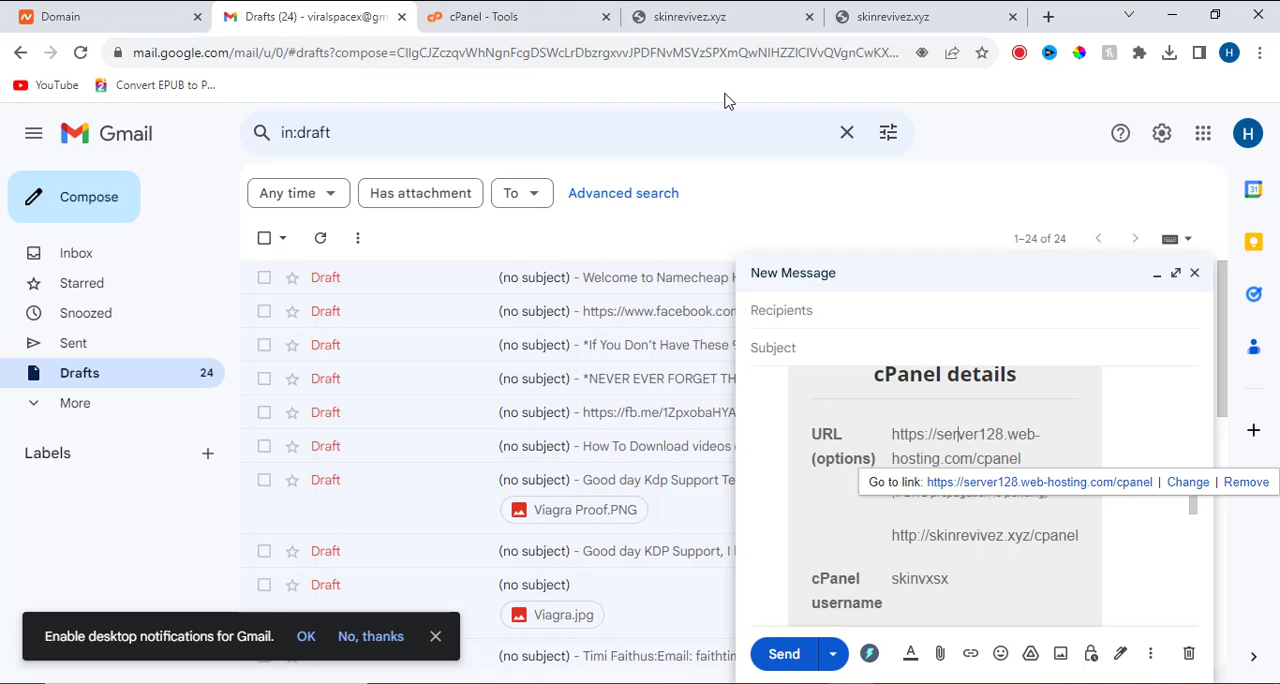 Domain
Drafts (24) - viralspacex@gm
cPanel - Tools
skinrevivez.xyz
skinrevivez.xyz
mail.google.com/mail/u/0/#drafts?compose=CllgCJZczqvWhNgnFcgDSWcLrDbzrgxvvJPDFNvMSVzSPXmQwNlHZZlClVvQVgnCwKX...
YouTube
Convert EPUB to P...
Gmail
in:draft
H
Compose
Any time
Has attachment
To
Advanced search
1–24 of 24
Inbox
Starred
Snoozed
Sent
Drafts 24
More
Labels
Draft (no subject) - Welcome to Namecheap H
Draft (no subject) - https://www.facebook.com
Draft (no subject) - *If You Don't Have These
Draft (no subject) - *NEVER EVER FORGET TH
Draft (no subject) - https://fb.me/1ZpxobaHYA
Draft (no subject) - How To Download videos
Draft (no subject) - Good day Kdp Support Te
Viagra Proof.PNG
Draft (no subject) - Good day KDP Support, I
Draft (no subject)
Viagra.jpg
(no subject) - Timi Faithus:Email: faithtim
New Message
Recipients
Subject
cPanel details
URL
(options)
https://server128.web-
hosting.com/cpanel
Go to link: https://server128.web-hosting.com/cpanel | Change | Remove
http://skinrevivez.xyz/cpanel
cPanel
username
skinvxsx
Send
Enable desktop notifications for Gmail. OK No, thanks